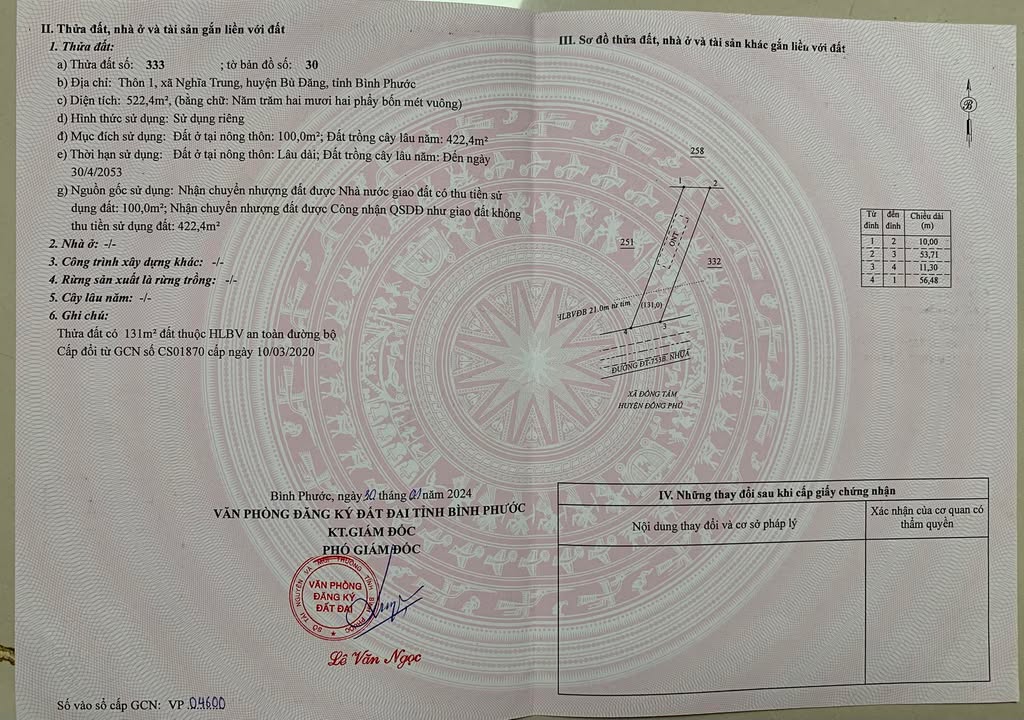 II. Thửa đất, nhà ở và tài sản gắn liền với đất
1. Thửa đất:
a) Thửa đất số: 333 ; tờ bản đồ số: 30
b) Địa chỉ: Thôn 1, xã Nghĩa Trung, huyện Bù Đăng, tỉnh Bình Phước
c) Diện tích: 522,4m², (bằng chữ: Năm trăm hai mươi hai phẩy bốn mét vuông)
d) Hình thức sử dụng: Sử dụng riêng
đ) Mục đích sử dụng: Đất ở tại nông thôn: 100,0m²; Đất trồng cây lâu năm: 422,4m²
e) Thời hạn sử dụng: Đất ở tại nông thôn: Lâu dài; Đất trồng cây lâu năm: Đến ngày
30/4/2053
g) Nguồn gốc sử dụng: Nhận chuyển nhượng đất được Nhà nước giao đất có thu tiền sử
dụng đất: 100,0m²; Nhận chuyển nhượng đất được Công nhận QSDĐ như giao đất không
thu tiền sử dụng đất: 422,4m²
2. Nhà ở: -/-
3. Công trình xây dựng khác: -/-
4. Rừng sản xuất là rừng trồng: -/-
5. Cây lâu năm: -/-
6. Ghi chú:
Thửa đất có 131m² đất thuộc HLBV an toàn đường bộ
Cấp đổi từ GCN số CS01870 cấp ngày 10/03/2020
Bình Phước, ngày 30 tháng 01 năm 2024
VĂN PHÒNG ĐĂNG KÝ ĐẤT ĐAI TỈNH BÌNH PHƯỚC
KT.GIÁM ĐỐC
PHÓ GIÁM ĐỐC
SỞ TÀI NGUYÊN VÀ MÔI TRƯỜNG TỈNH BÌNH PHƯỚC
VĂN PHÒNG
ĐĂNG KÝ
ĐẤT ĐAI
Lê Văn Ngọc
Số vào sổ cấp GCN: VP 04600
III. Sơ đồ thửa đất, nhà ở và tài sản khác gắn liền với đất
B
258
1 2
ONT
251
332
HLBVĐB 21.0m từ tim
(131,0)
4 3
ĐƯỜNG ĐT-753B NHỰA
XÃ ĐỒNG TÂM
HUYỆN ĐỒNG PHÚ
Từ đỉnh đến đỉnh Chiều dài (m)
1 2 10,00
2 3 53,71
3 4 11,30
4 1 56,48
IV. Những thay đổi sau khi cấp giấy chứng nhận
Nội dung thay đổi và cơ sở pháp lý
Xác nhận của cơ quan có
thẩm quyền